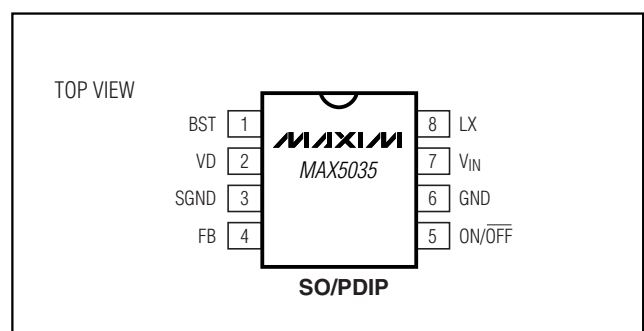 TOP VIEW
BST 1
VD 2
SGND 3
FB 4
MAXIM
MAX5035
8 LX
7 VIN
6 GND
5 ON/OFF
SO/PDIP